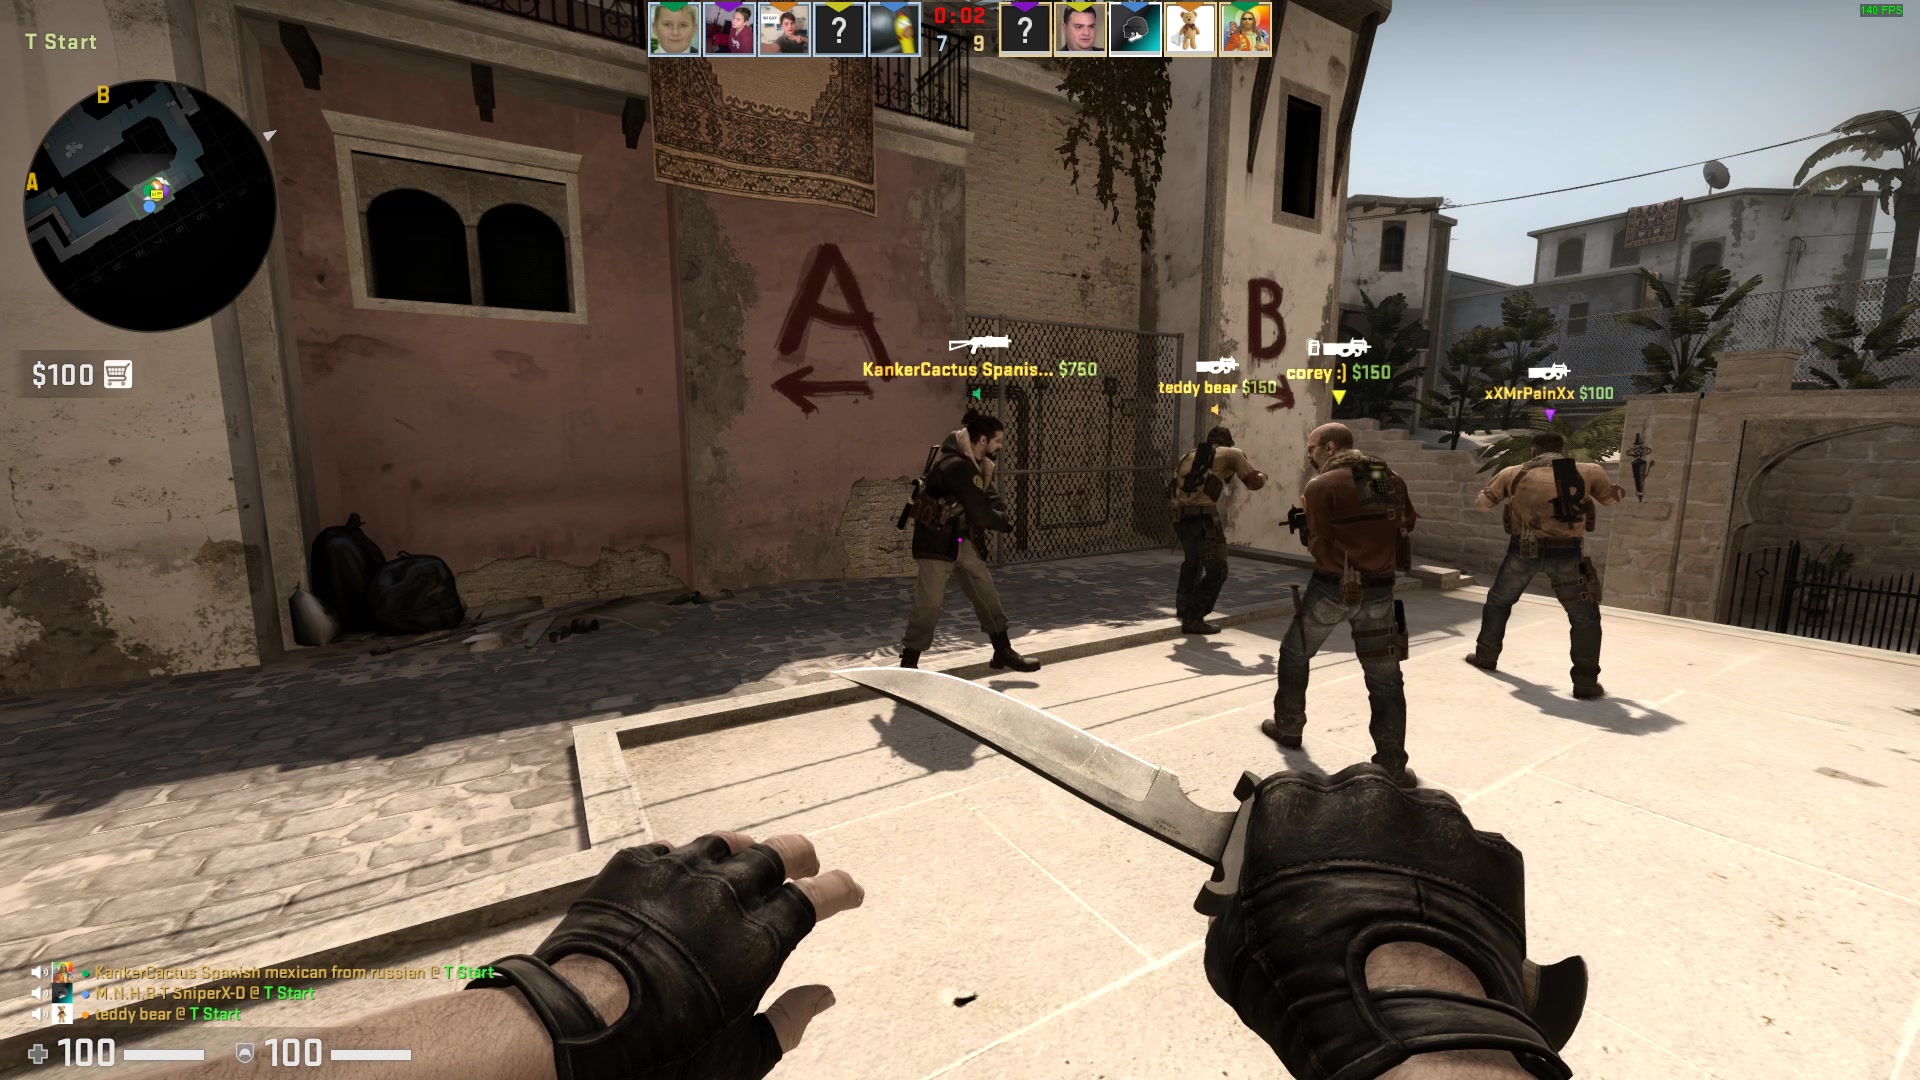 140 FPS
0:02
7 9
? ?
T Start
B
A
A
B
$100
KankerCactus Spanis... $750
teddy bear $150
corey :) $150
xXMrPainXx $100
KankerCactus Spanish mexican from russian @ T Start
M.N.H.B-T SniperX-D @ T Start
teddy bear @ T Start
100 100